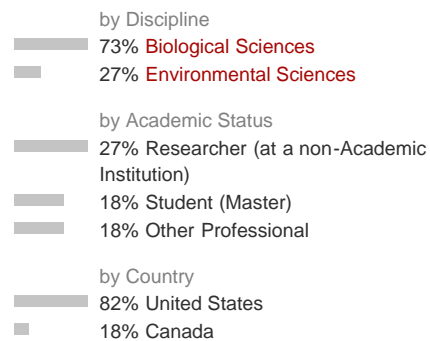 by Discipline
73% Biological Sciences
27% Environmental Sciences
by Academic Status
27% Researcher (at a non-Academic
Institution)
18% Student (Master)
18% Other Professional
by Country
82% United States
18% Canada